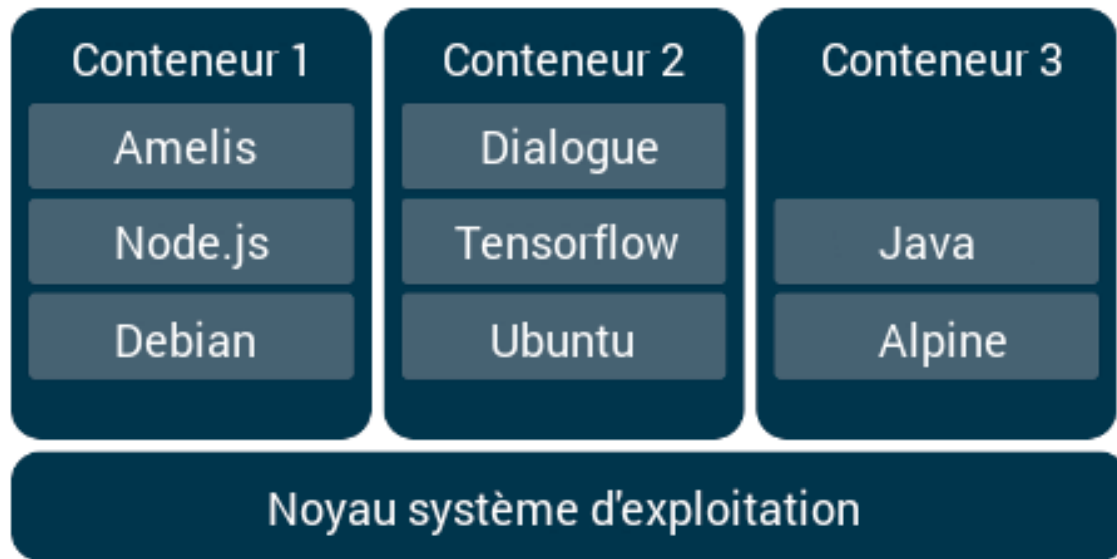 Conteneur 1
Amelis
Node.js
Debian
Conteneur 2
Dialogue
Tensorflow
Ubuntu
Conteneur 3
Java
Alpine
Noyau système d'exploitation